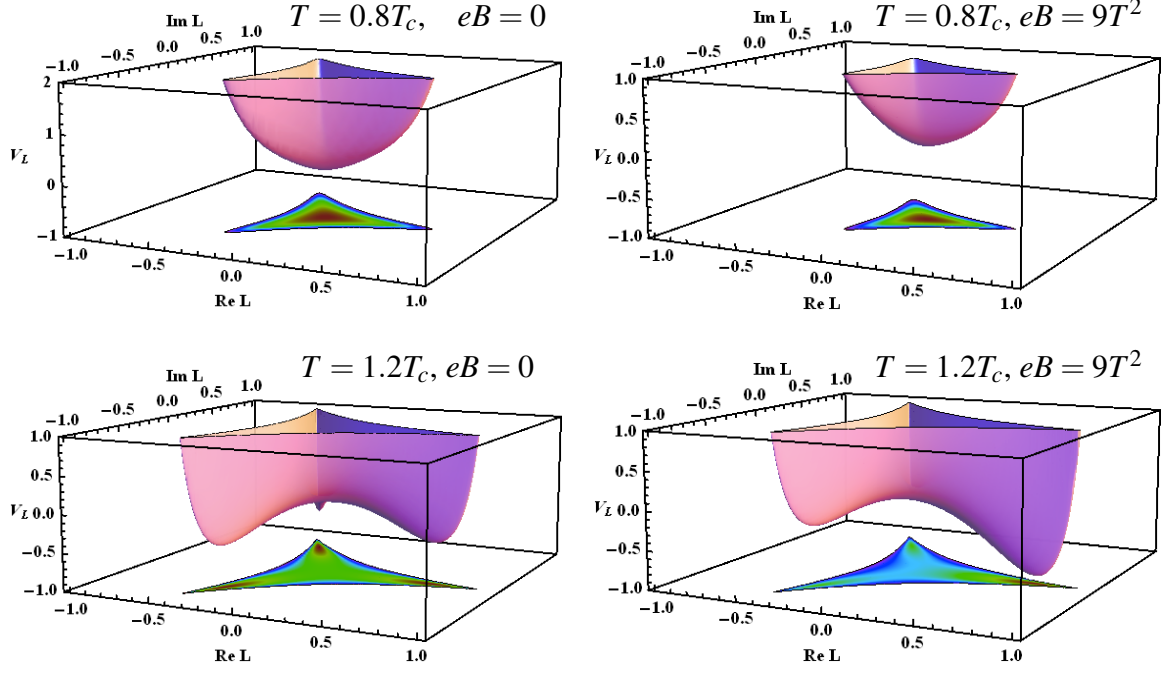 T = 0.8T_c, eB = 0
Im L
−1.0 −0.5 0.0 0.5 1.0
2
1
V_L
0
−1
−1.0 −0.5 0.0 0.5 1.0
Re L
T = 0.8T_c, eB = 9T^2
Im L
−1.0 −0.5 0.0 0.5 1.0
1.0
0.5
V_L 0.0
−0.5
−1.0
−1.0 −0.5 0.0 0.5 1.0
Re L
T = 1.2T_c, eB = 0
Im L
−1.0 −0.5 0.0 0.5 1.0
1.0
0.5
V_L 0.0
−0.5
−1.0
−1.0 −0.5 0.0 0.5 1.0
Re L
T = 1.2T_c, eB = 9T^2
Im L
−1.0 −0.5 0.0 0.5 1.0
1.0
0.5
V_L 0.0
−0.5
−1.0
−1.0 −0.5 0.0 0.5 1.0
Re L